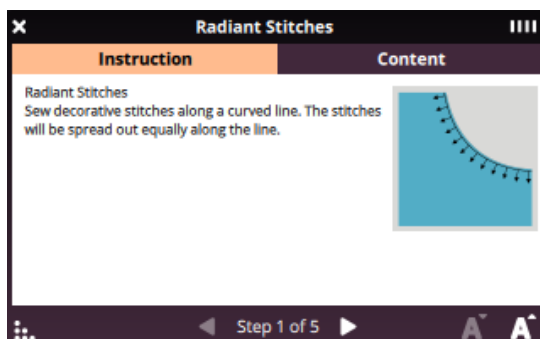 Radiant Stitches
Instruction
Content
Radiant Stitches
Sew decorative stitches along a curved line. The stitches
will be spread out equally along the line.
Step 1 of 5
A A